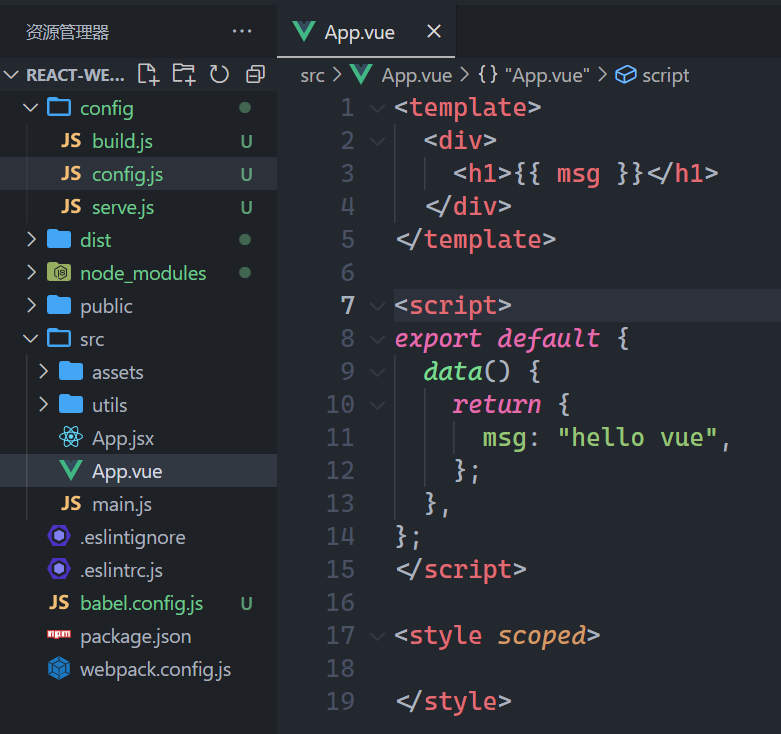 资源管理器 ···
REACT-WE...
config
JS build.js U
JS config.js U
JS serve.js U
dist
node_modules
public
src
assets
utils
App.jsx
App.vue
JS main.js
.eslintignore
.eslintrc.js
JS babel.config.js U
npm package.json
webpack.config.js
App.vue
src > App.vue > {} "App.vue" > script
1 <template>
2 <div>
3 <h1>{{ msg }}</h1>
4 </div>
5 </template>
6
7 <script>
8 export default {
9 data() {
10 return {
11 msg: "hello vue",
12 };
13 },
14 };
15 </script>
16
17 <style scoped>
18
19 </style>